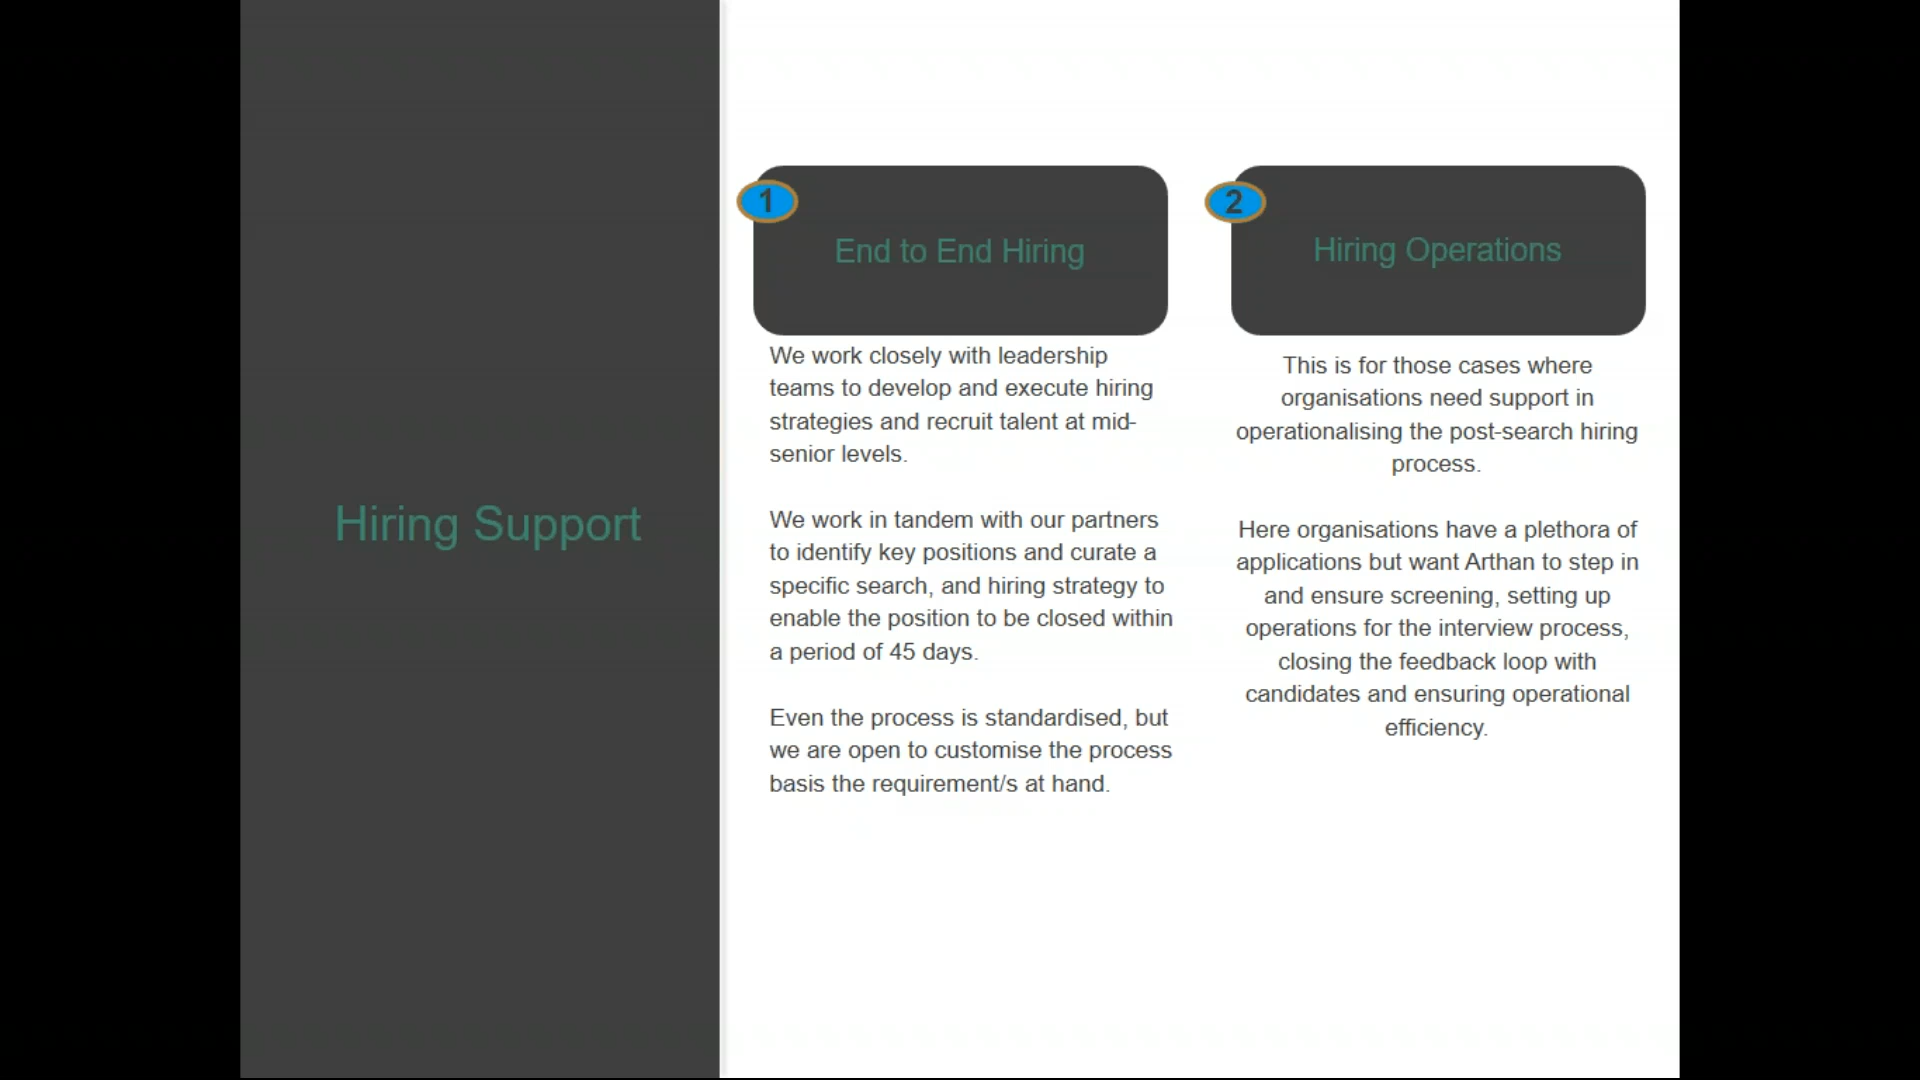 Hiring Support
1
End to End Hiring
We work closely with leadership
teams to develop and execute hiring
strategies and recruit talent at mid-
senior levels.
We work in tandem with our partners
to identify key positions and curate a
specific search, and hiring strategy to
enable the position to be closed within
a period of 45 days.
Even the process is standardised, but
we are open to customise the process
basis the requirement/s at hand.
2
Hiring Operations
This is for those cases where
organisations need support in
operationalising the post-search hiring
process.
Here organisations have a plethora of
applications but want Arthan to step in
and ensure screening, setting up
operations for the interview process,
closing the feedback loop with
candidates and ensuring operational
efficiency.